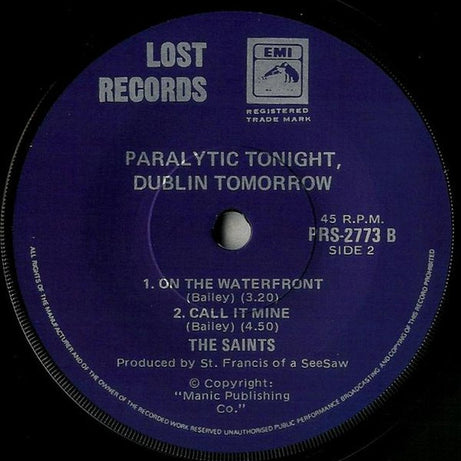 LOST
RECORDS
EMI
REGISTERED
TRADE MARK
PARALYTIC TONIGHT,
DUBLIN TOMORROW
45 R.P.M.
PRS-2773 B
SIDE 2
1. ON THE WATERFRONT
(Bailey) (3.20)
2. CALL IT MINE
(Bailey) (4.50)
THE SAINTS
Produced by St. Francis of a SeeSaw
© Copyright:
"Manic Publishing
Co."
ALL RIGHTS OF THE MANUFACTURER AND OF THE OWNER OF THE RECORDED WORK RESERVED UNAUTHORISED PUBLIC PERFORMANCE BROADCASTING AND COPYING OF THIS RECORD PROHIBITED